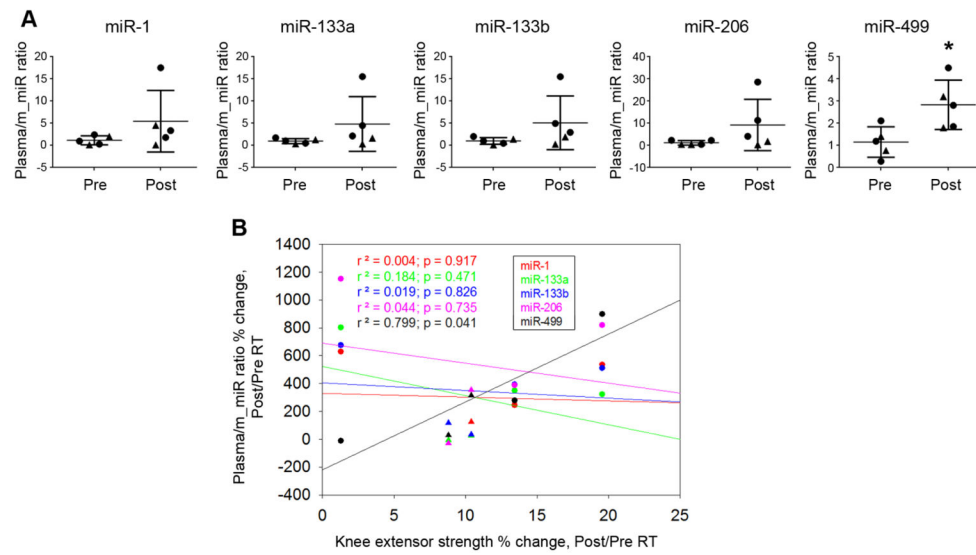 A
miR-1
miR-133a
miR-133b
miR-206
miR-499
Plasma/m_miR ratio
20
15
10
5
0
-5
Pre
Post
Plasma/m_miR ratio
20
15
10
5
0
-5
Pre
Post
Plasma/m_miR ratio
20
15
10
5
0
-5
Pre
Post
Plasma/m_miR ratio
40
30
20
10
0
-10
Pre
Post
Plasma/m_miR ratio
5
4
3
2
1
0
*
Pre
Post
B
Plasma/m_miR ratio % change,
Post/Pre RT
1400
1200
1000
800
600
400
200
0
-200
-400
r² = 0.004; p = 0.917
r² = 0.184; p = 0.471
r² = 0.019; p = 0.826
r² = 0.044; p = 0.735
r² = 0.799; p = 0.041
miR-1
miR-133a
miR-133b
miR-206
miR-499
0
5
10
15
20
25
Knee extensor strength % change, Post/Pre RT